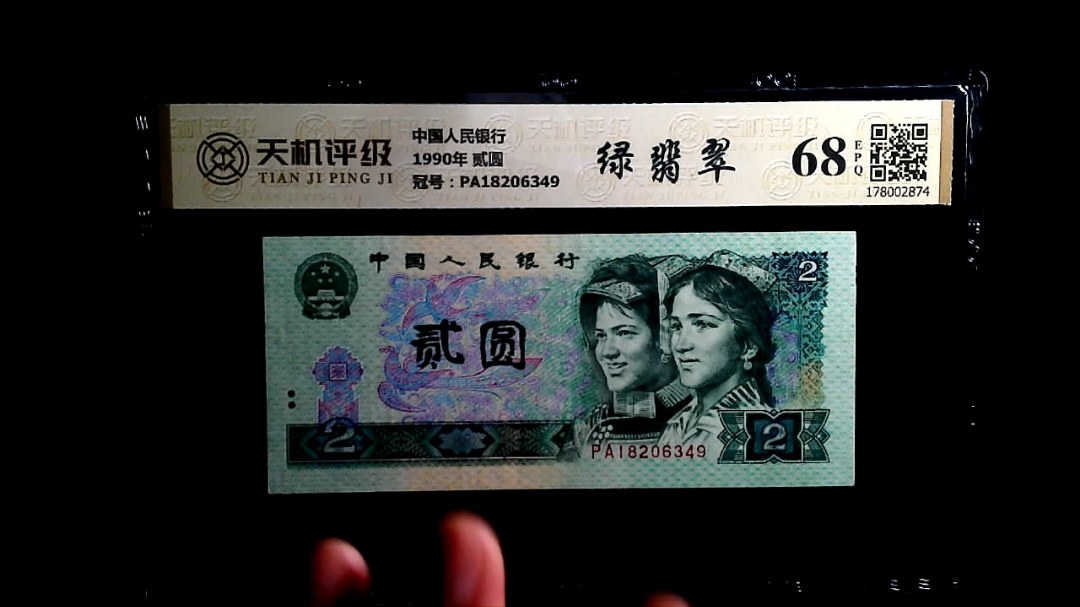 天机评级
TIAN JI PING JI
中国人民银行
1990年 贰圆
冠号：PA18206349
绿翡翠
68
EPQ
178002874
中国人民银行
2
贰圆
2
2
PA18206349